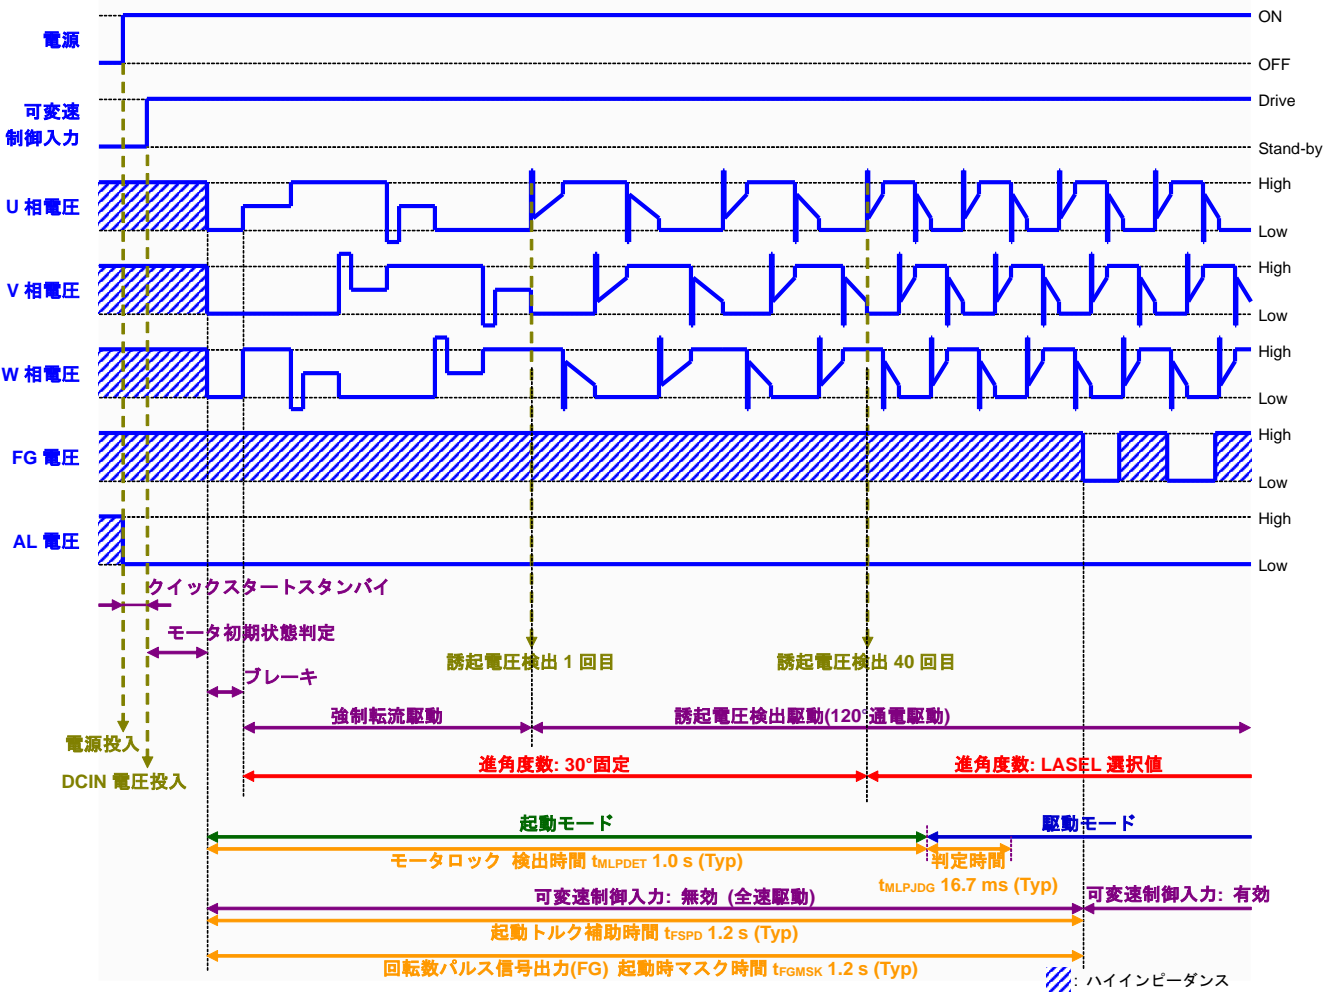 電源
ON
OFF
可変速
制御入力
Drive
Stand-by
U 相電圧
High
Low
V 相電圧
High
Low
W 相電圧
High
Low
FG 電圧
High
Low
AL 電圧
High
Low
クイックスタートスタンバイ
モータ初期状態判定
誘起電圧検出 1 回目
誘起電圧検出 40 回目
ブレーキ
強制転流駆動
誘起電圧検出駆動(120°通電駆動)
電源投入
DCIN 電圧投入
進角度数: 30°固定
進角度数: LASEL 選択値
起動モード
駆動モード
モータロック 検出時間 tMLPDET 1.0 s (Typ)
判定時間
tMLPJDG 16.7 ms (Typ)
可変速制御入力: 無効 (全速駆動)
可変速制御入力: 有効
起動トルク補助時間 tFSPD 1.2 s (Typ)
回転数パルス信号出力(FG) 起動時マスク時間 tFGMSK 1.2 s (Typ)
: ハイインピーダンス